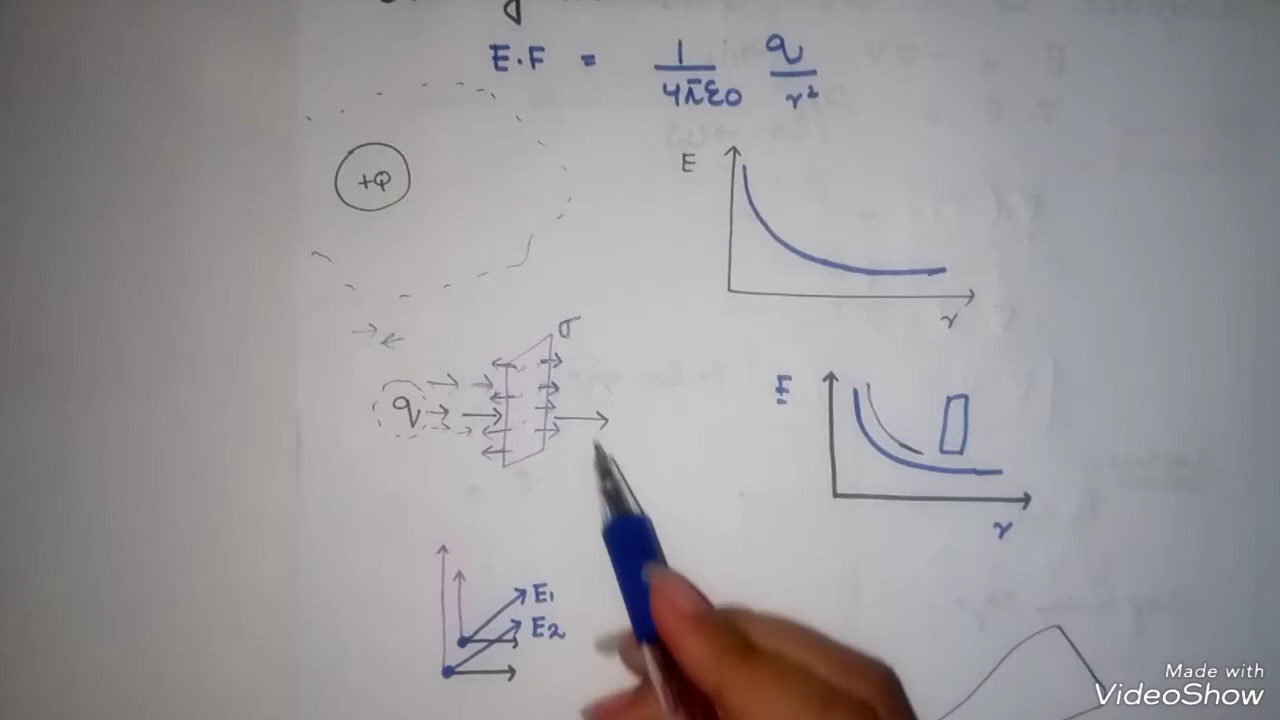 E.F = 1/4πε0 q/r²
+Q
E
r
σ
q
E
r
E1
E2
Made with
VideoShow